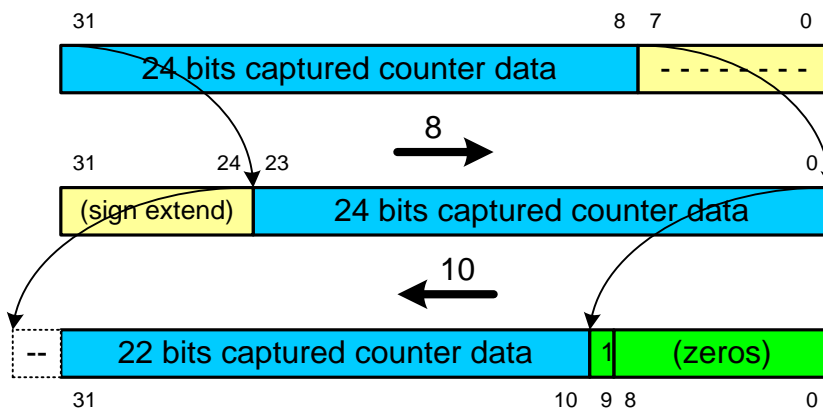 31 8 7 0
24 bits captured counter data - - - - - - - -
8
31 24 23 0
(sign extend) 24 bits captured counter data
10
-- 22 bits captured counter data 1 (zeros)
31 10 9 8 0